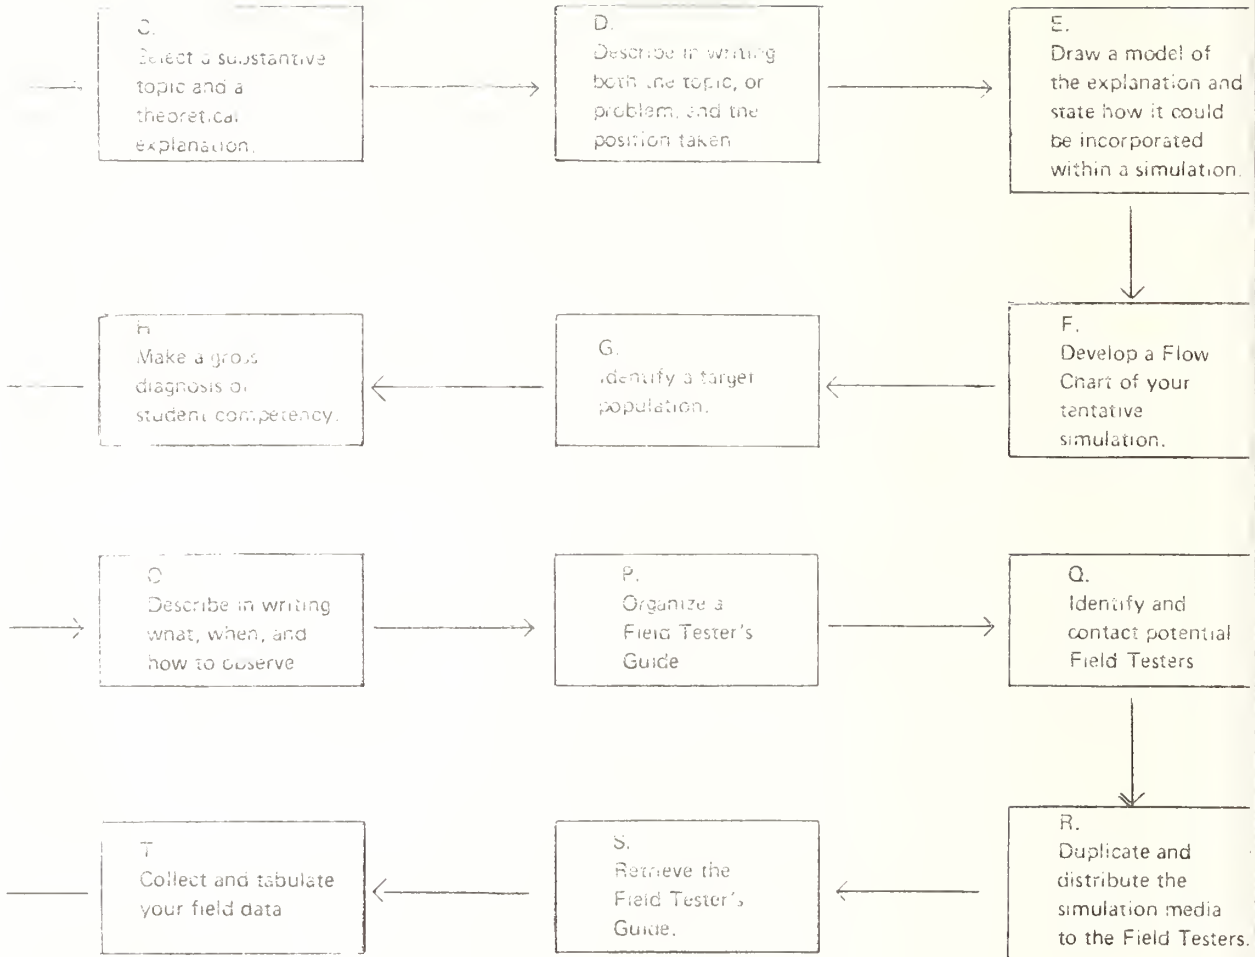 C.
Select a substantive
topic and a
theoretical
explanation.
D.
Describe in writing
both the topic, or
problem, and the
position taken
E.
Draw a model of
the explanation and
state how it could
be incorporated
within a simulation.
F.
Develop a Flow
Chart of your
tentative
simulation.
G.
Identify a target
population.
H
Make a gross
diagnosis of
student competency.
O
Describe in writing
what, when, and
how to observe
P.
Organize a
Field Tester's
Guide
Q.
Identify and
contact potential
Field Testers
R.
Duplicate and
distribute the
simulation media
to the Field Testers.
S.
Retrieve the
Field Tester's
Guide.
T
Collect and tabulate
your field data